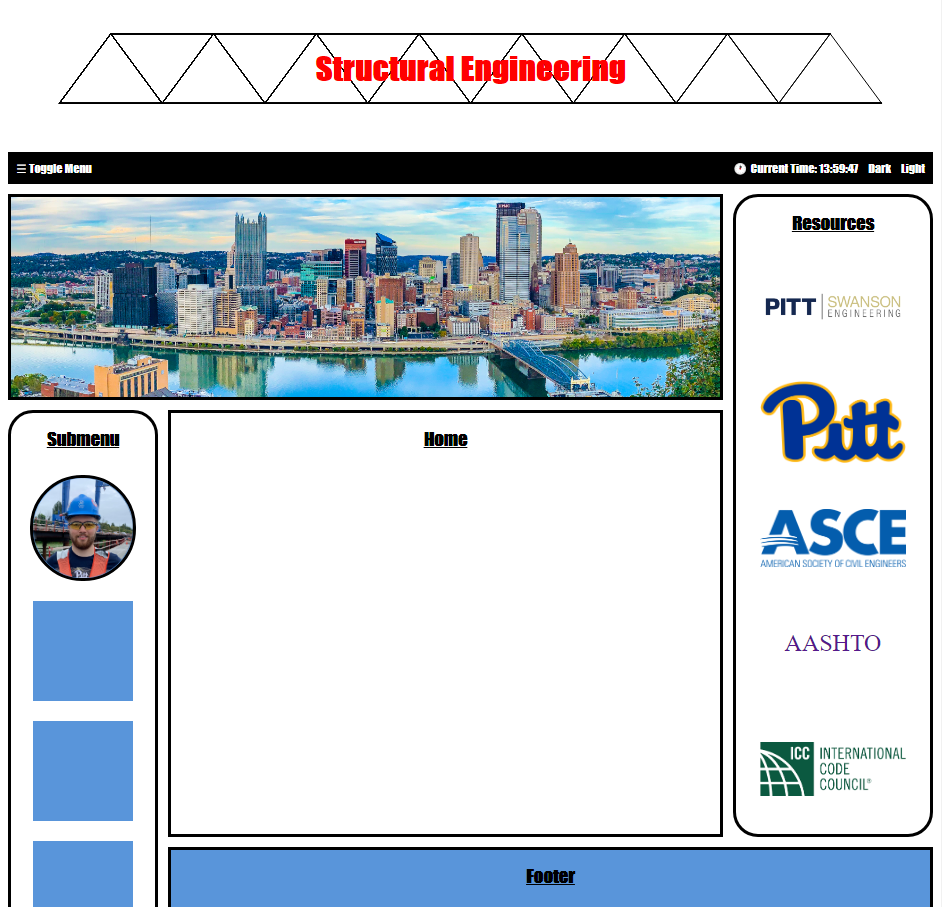 Structural Engineering
☰ Toggle Menu
🕐 Current Time: 13:59:47 Dark Light
Resources
PITT | SWANSON
ENGINEERING
Pitt
ASCE
AMERICAN SOCIETY OF CIVIL ENGINEERS
AASHTO
ICC INTERNATIONAL
CODE
COUNCIL®
Submenu
Pitt
Home
Footer